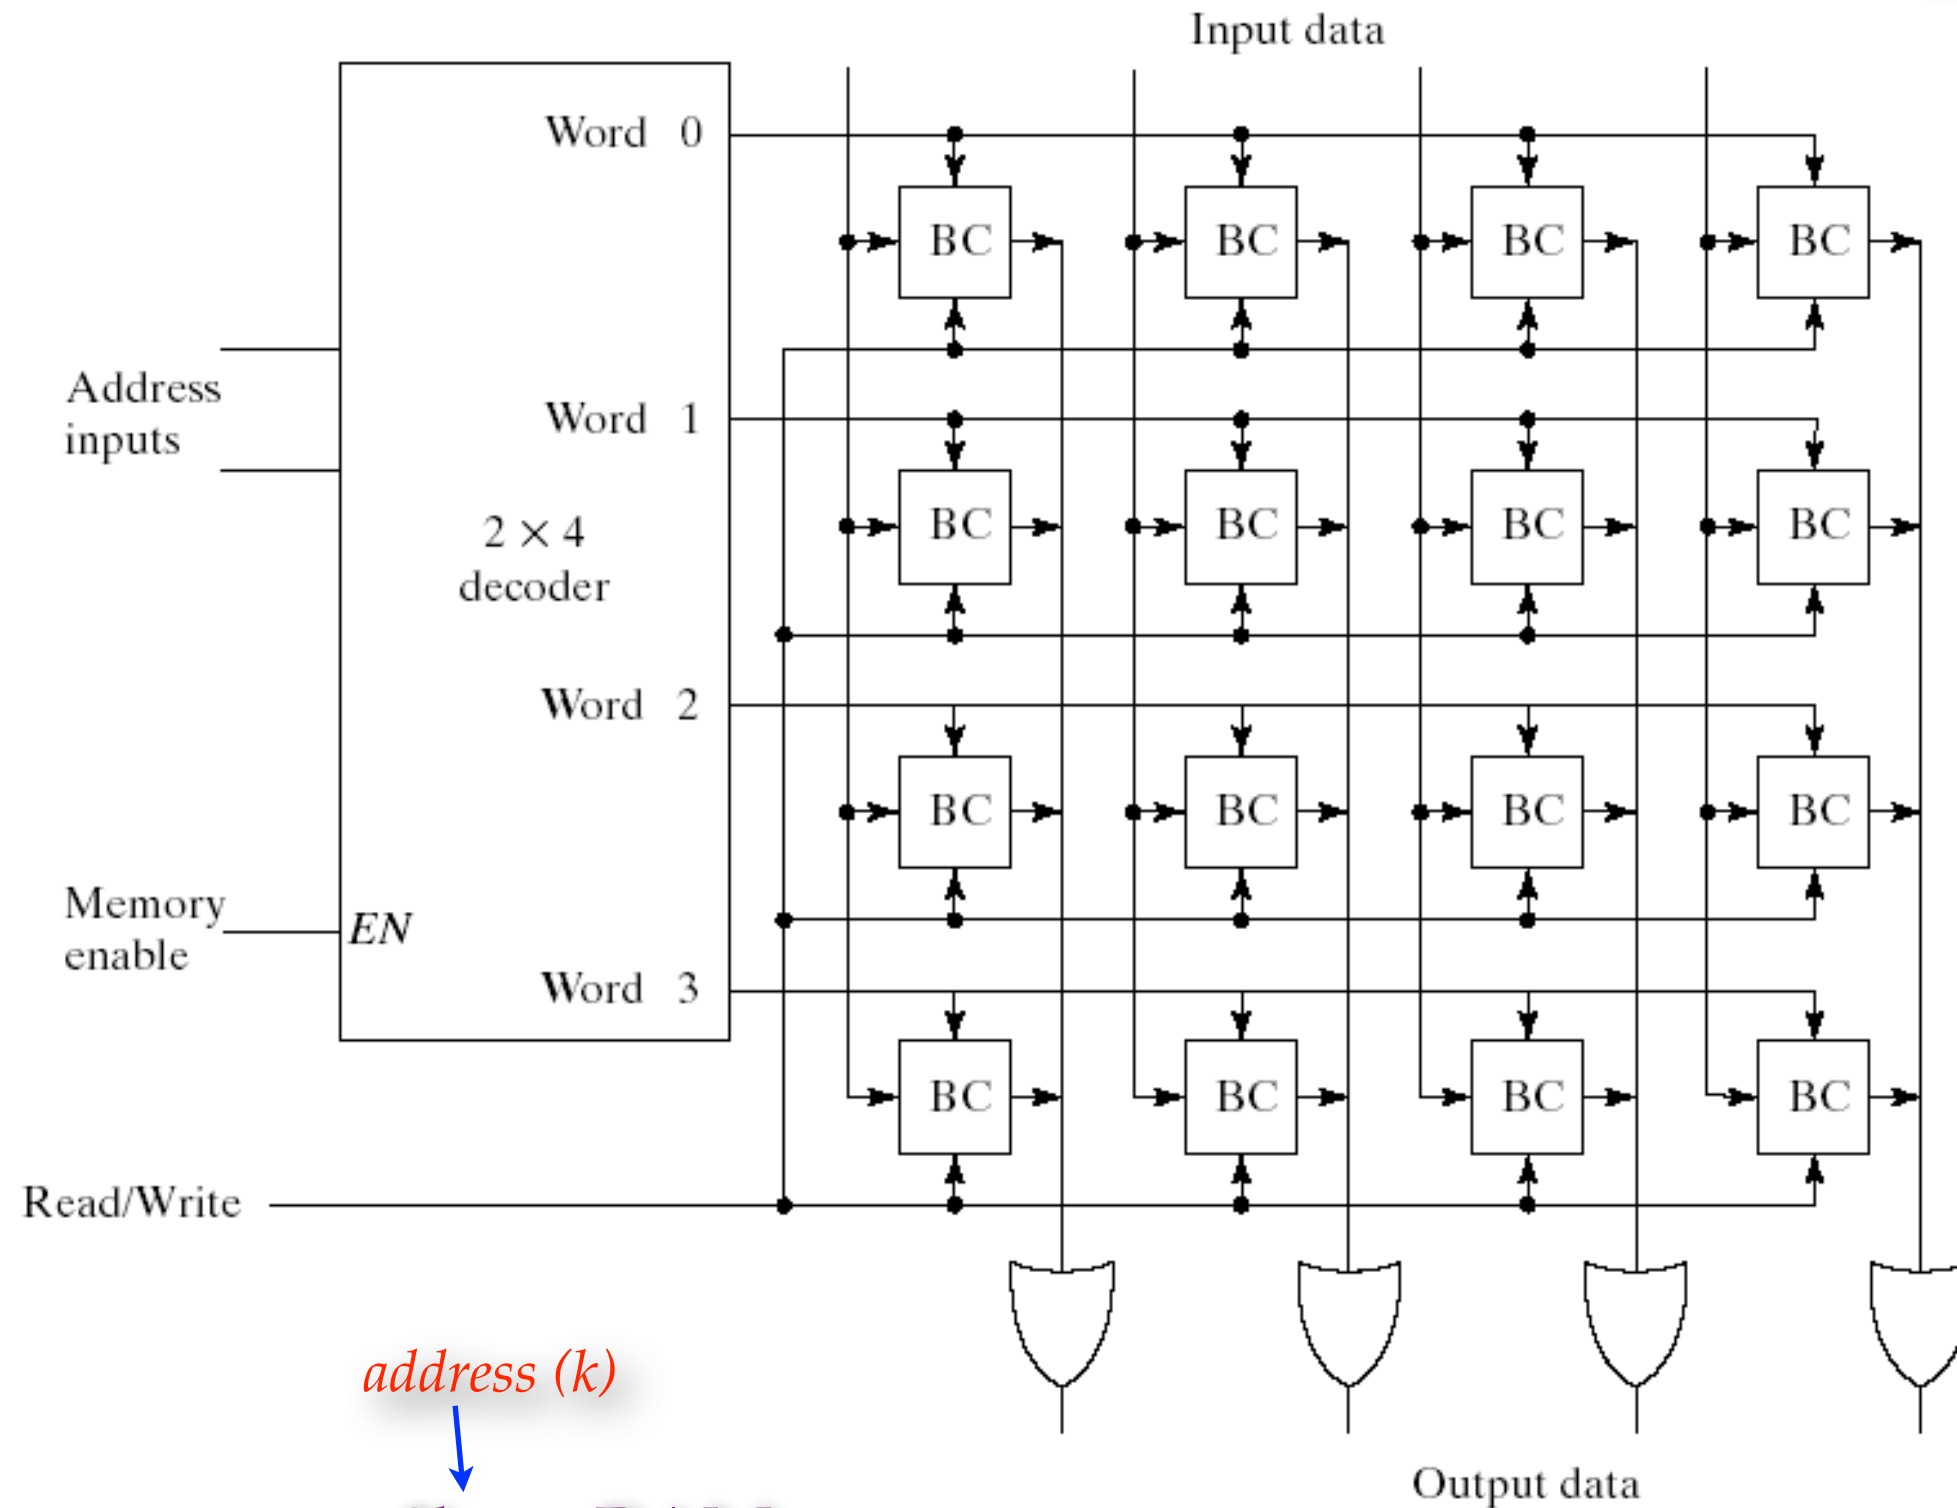 Input data
Word 0
BC BC BC BC
Address
inputs
Word 1
2 × 4
decoder
BC BC BC BC
Word 2
BC BC BC BC
Memory
enable
EN
Word 3
BC BC BC BC
Read/Write
address (k)
Output data